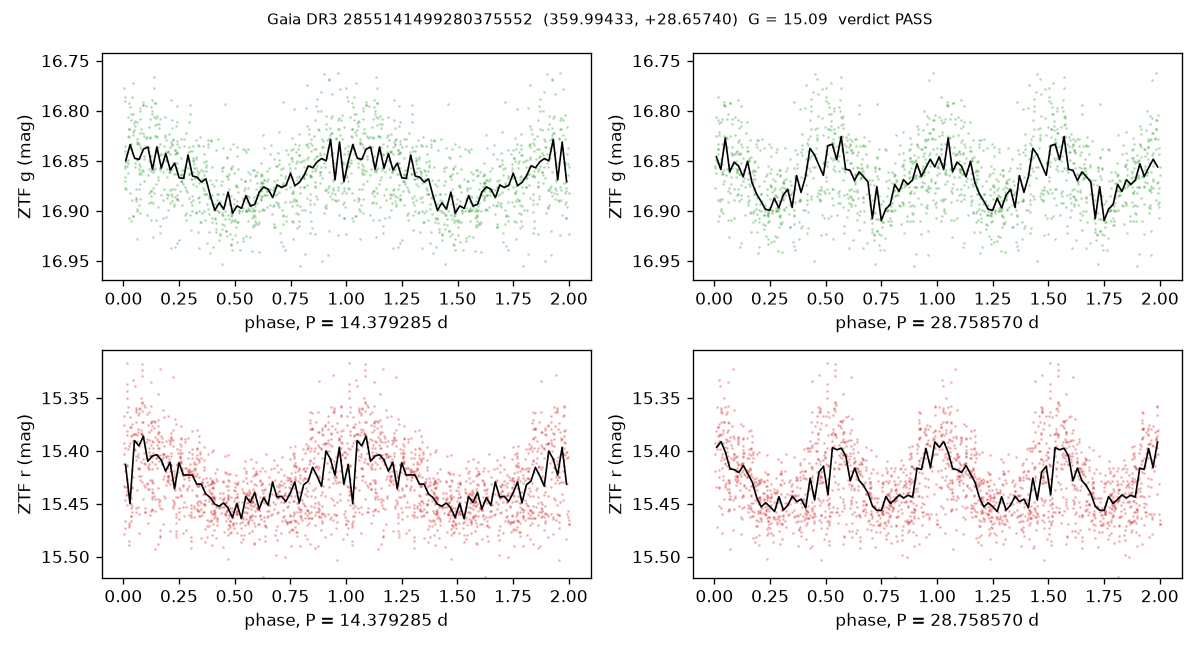 Gaia DR3 2855141499280375552  (359.99433, +28.65740)  G = 15.09  verdict PASS
16.75
16.80
16.85
16.90
16.95
ZTF g (mag)
0.00 0.25 0.50 0.75 1.00 1.25 1.50 1.75 2.00
phase, P = 14.379285 d
16.75
16.80
16.85
16.90
16.95
ZTF g (mag)
0.00 0.25 0.50 0.75 1.00 1.25 1.50 1.75 2.00
phase, P = 28.758570 d
15.35
15.40
15.45
15.50
ZTF r (mag)
0.00 0.25 0.50 0.75 1.00 1.25 1.50 1.75 2.00
phase, P = 14.379285 d
15.35
15.40
15.45
15.50
ZTF r (mag)
0.00 0.25 0.50 0.75 1.00 1.25 1.50 1.75 2.00
phase, P = 28.758570 d